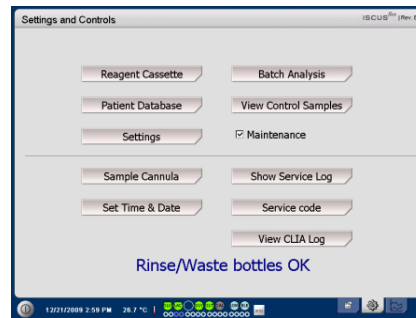 Settings and Controls
ISCUSflex | Rev. E
Reagent Cassette
Batch Analysis
Patient Database
View Control Samples
Settings
Maintenance
Sample Cannula
Show Service Log
Set Time & Date
Service code
View CLIA Log
Rinse/Waste bottles OK
12/21/2009 2:59 PM 26.7 °C |